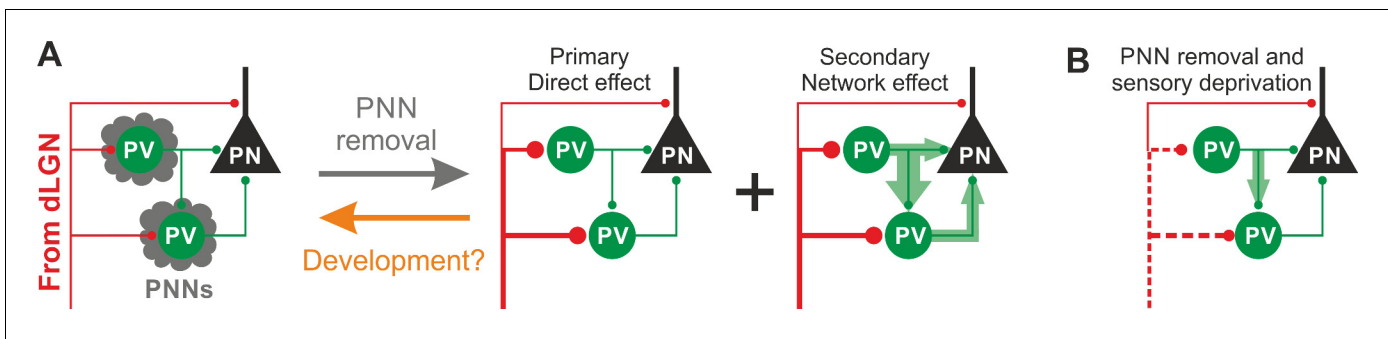 A
From dLGN
PV
PN
PV
PNNs
PNN
removal
Development?
Primary
Direct effect
PV
PN
PV
+
Secondary
Network effect
PV
PN
PV
B
PNN removal and
sensory deprivation
PV
PN
PV